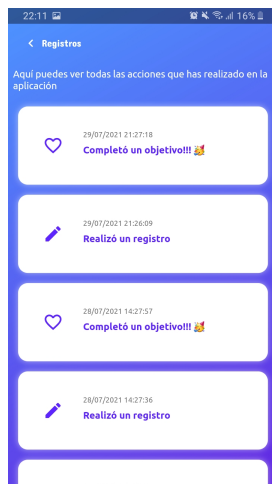 22:11 16%
Registros
Aquí puedes ver todas las acciones que has realizado en la
aplicación
29/07/2021 21:27:18
Completó un objetivo!!! 🥳
29/07/2021 21:26:09
Realizó un registro
28/07/2021 14:27:57
Completó un objetivo!!! 🥳
28/07/2021 14:27:36
Realizó un registro